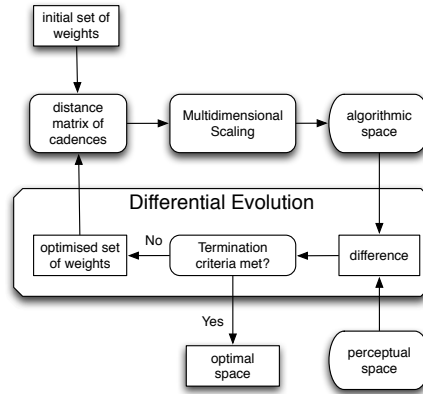 initial set of
weights
distance
matrix of
cadences
Multidimensional
Scaling
algorithmic
space
Differential Evolution
optimised set
of weights
No
Termination
criteria met?
difference
Yes
optimal
space
perceptual
space